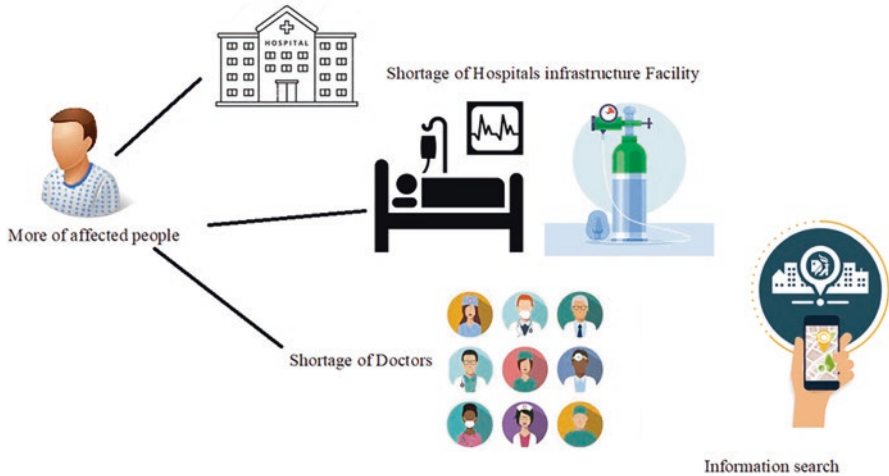 HOSPITAL
Shortage of Hospitals infrastructure Facility
More of affected people
Shortage of Doctors
Information search